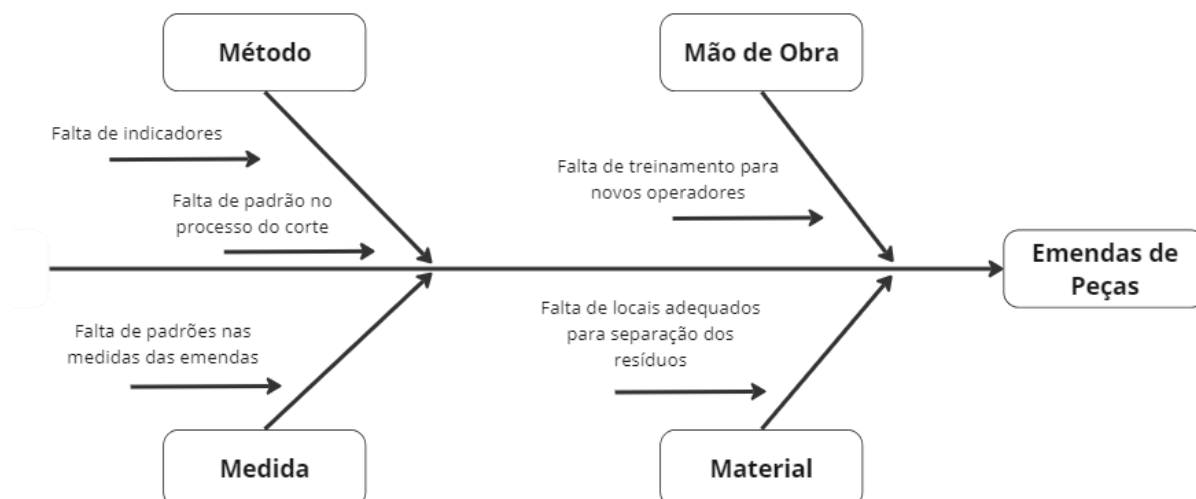 Método
Mão de Obra
Falta de indicadores
Falta de treinamento para
novos operadores
Falta de padrão no
processo do corte
Emendas de
Peças
Falta de padrões nas
medidas das emendas
Falta de locais adequados
para separação dos
resíduos
Medida
Material